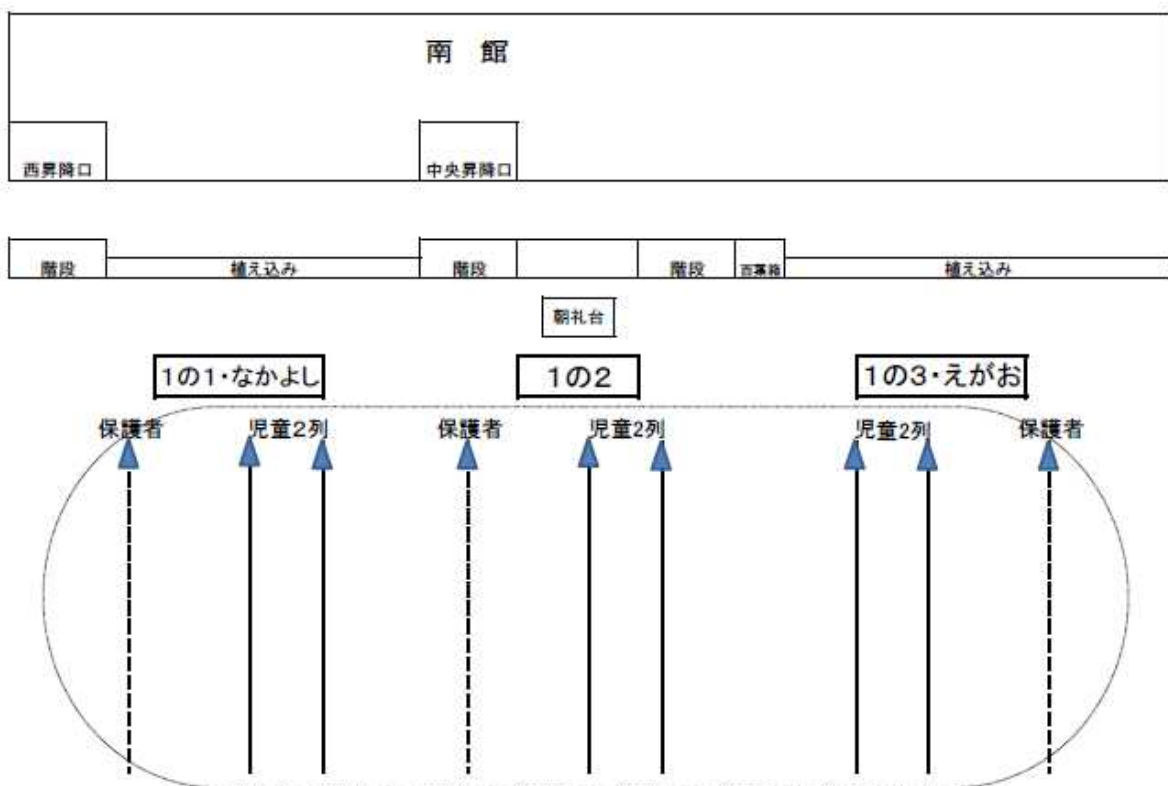 南 館
西昇降口
中央昇降口
階段 植え込み 階段 階段 百葉箱 植え込み
朝礼台
1の1・なかよし 1の2 1の3・えがお
保護者 児童2列 保護者 児童2列 児童2列 保護者